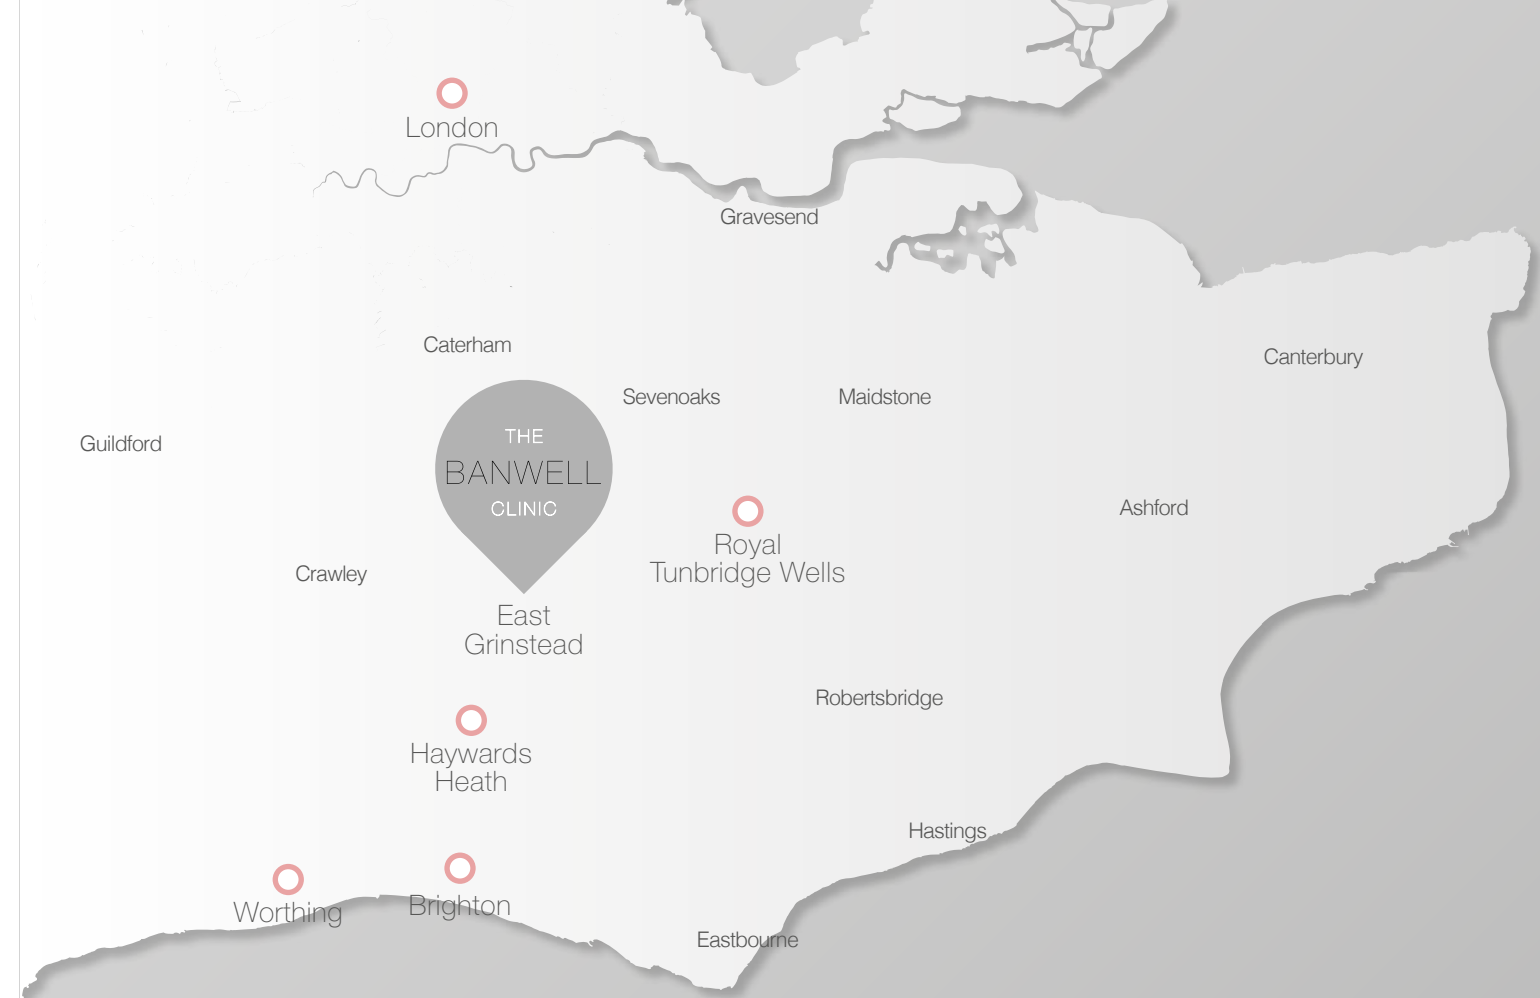 London
Gravesend
Caterham
Canterbury
Sevenoaks
Maidstone
Guildford
THE
BANWELL
CLINIC
Ashford
Royal
Tunbridge Wells
Crawley
East
Grinstead
Robertsbridge
Haywards
Heath
Hastings
Worthing
Brighton
Eastbourne